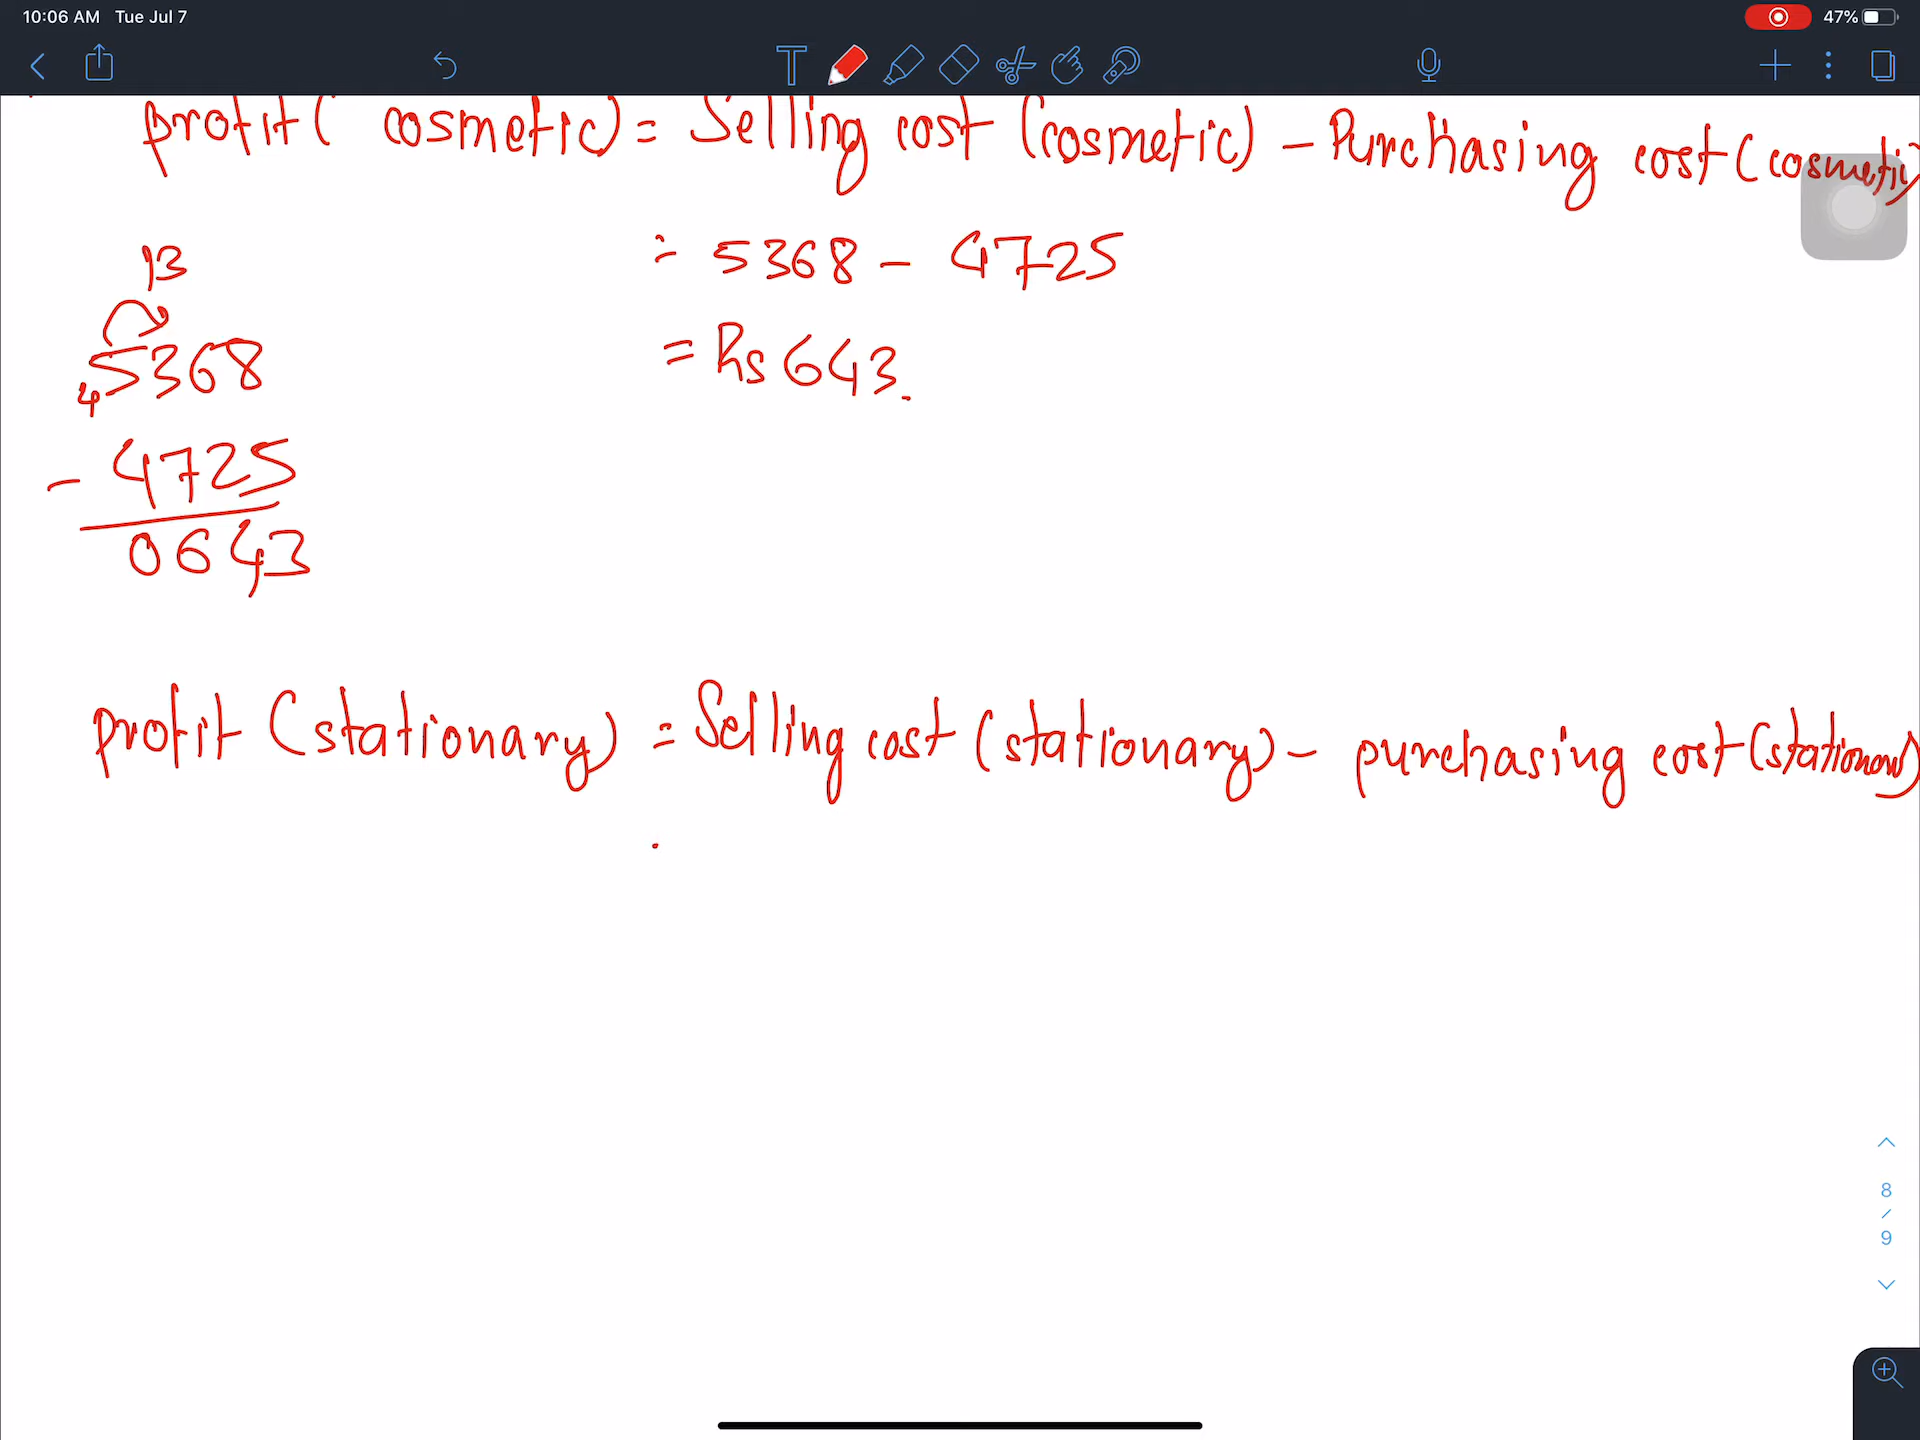 10:06 AM Tue Jul 7
47%
profit( cosmetic) = Selling cost (cosmetic) - Purchasing cost (cosmetic)
= 5368 - 4725
= Rs 643.
13
5368
4
- 4725
0643
profit (stationary) = Selling cost (stationary) - purchasing cost (stationary)
8
/
9